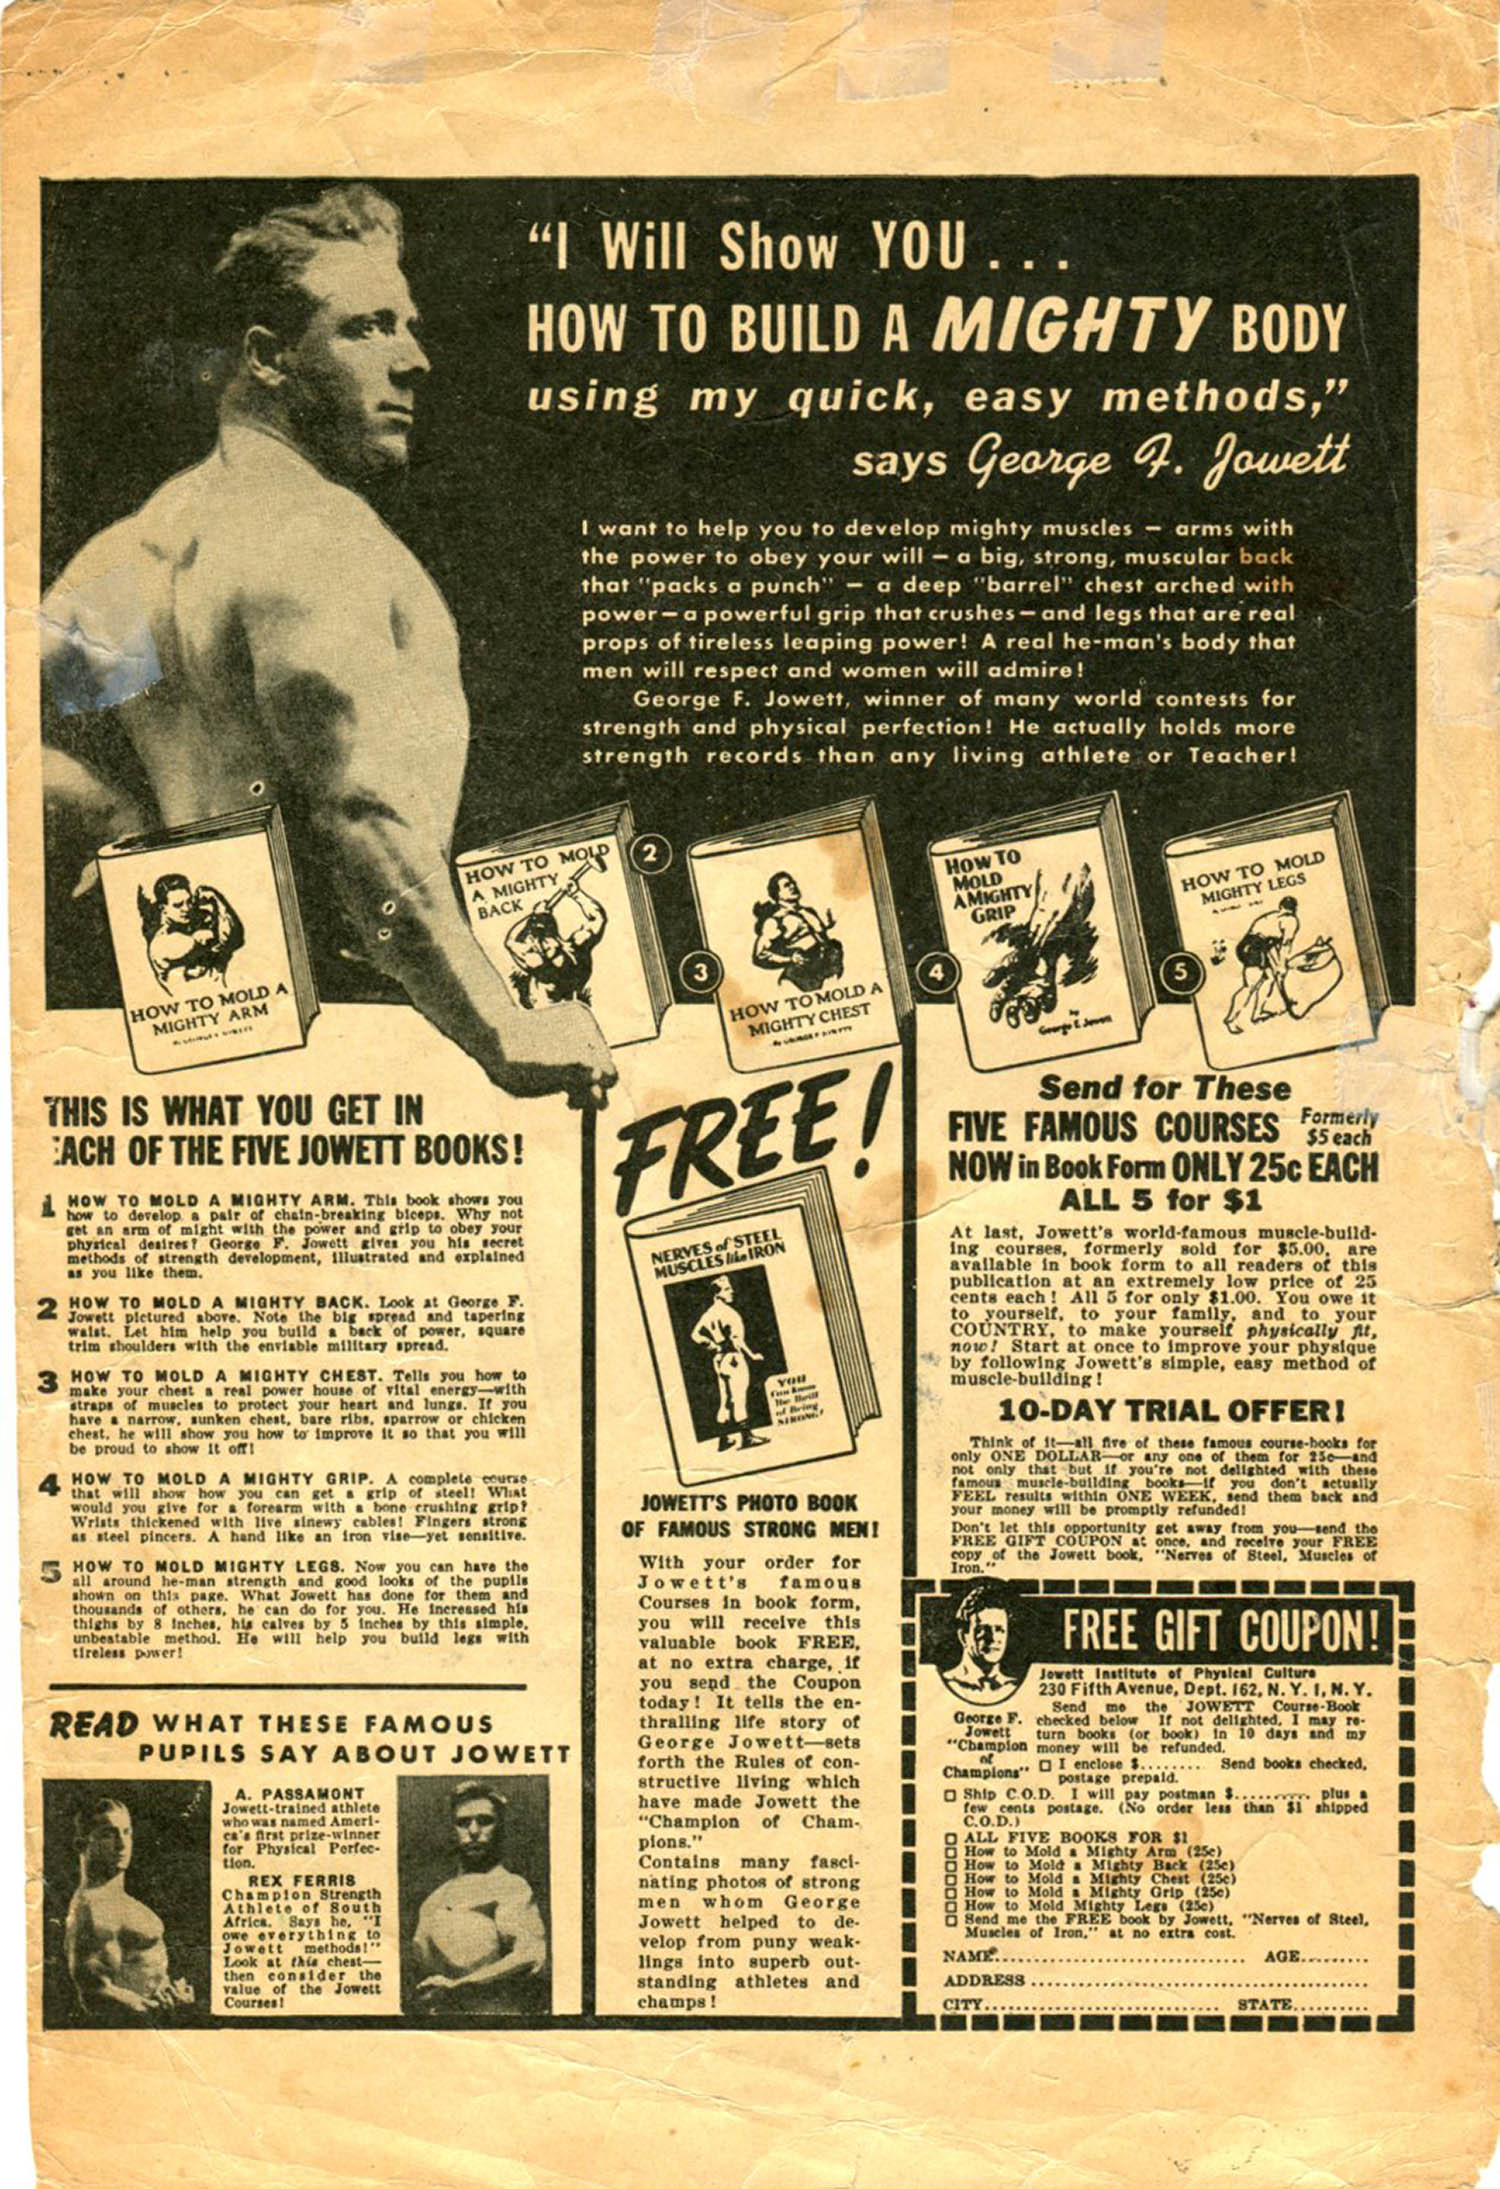 "I Will Show YOU...
HOW TO BUILD A MIGHTY BODY
using my quick, easy methods,"
says George F. Jowett
I want to help you to develop mighty muscles — arms with
the power to obey your will — a big, strong, muscular back
that "packs a punch" — a deep "barrel" chest arched with
power — a powerful grip that crushes — and legs that are real
props of tireless leaping power! A real he-man's body that
men will respect and women will admire!
George F. Jowett, winner of many world contests for
strength and physical perfection! He actually holds more
strength records than any living athlete or Teacher!
HOW TO MOLD A
MIGHTY ARM
HOW TO MOLD
A MIGHTY
BACK
2
3
HOW TO MOLD A
MIGHTY CHEST
4
HOW TO
MOLD
A MIGHTY
GRIP
by
George F. Jowett
5
HOW TO MOLD
MIGHTY LEGS
THIS IS WHAT YOU GET IN
EACH OF THE FIVE JOWETT BOOKS!
1 HOW TO MOLD A MIGHTY ARM. This book shows you
how to develop a pair of chain-breaking biceps. Why not
get an arm of might with the power and grip to obey your
physical desires? George F. Jowett gives you his secret
methods of strength development, illustrated and explained
as you like them.
2 HOW TO MOLD A MIGHTY BACK. Look at George F.
Jowett pictured above. Note the big spread and tapering
waist. Let him help you build a back of power, square
trim shoulders with the enviable military spread.
3 HOW TO MOLD A MIGHTY CHEST. Tells you how to
make your chest a real power house of vital energy—with
straps of muscles to protect your heart and lungs. If you
have a narrow, sunken chest, bare ribs, sparrow or chicken
chest, he will show you how to improve it so that you will
be proud to show it off!
4 HOW TO MOLD A MIGHTY GRIP. A complete course
that will show how you can get a grip of steel! What
would you give for a forearm with a bone crushing grip?
Wrists thickened with live sinewy cables! Fingers strong
as steel pincers. A hand like an iron vise—yet sensitive.
5 HOW TO MOLD MIGHTY LEGS. Now you can have the
all around he-man strength and good looks of the pupils
shown on this page. What Jowett has done for them and
thousands of others, he can do for you. He increased his
thighs by 8 inches, his calves by 5 inches by this simple,
unbeatable method. He will help you build legs with
tireless power!
READ WHAT THESE FAMOUS
PUPILS SAY ABOUT JOWETT
A. PASSAMONT
Jowett-trained athlete
who was named Ameri-
ca's first prize-winner
for Physical Perfec-
tion.
REX FERRIS
Champion Strength
Athlete of South
Africa. Says he, "I
owe everything to
Jowett methods!"
Look at this chest—
then consider the
value of the Jowett
Courses!
FREE!
NERVES of STEEL
MUSCLES like IRON
YOU
Can know
the thrill
of Being
STRONG!
JOWETT'S PHOTO BOOK
OF FAMOUS STRONG MEN!
With your order for
Jowett's famous
Courses in book form,
you will receive this
valuable book FREE,
at no extra charge, if
you send the Coupon
today! It tells the en-
thralling life story of
George Jowett—sets
forth the Rules of con-
structive living which
have made Jowett the
"Champion of Cham-
pions."
Contains many fasci-
nating photos of strong
men whom George
Jowett helped to de-
velop from puny weak-
lings into superb out-
standing athletes and
champs!
Send for These
FIVE FAMOUS COURSES Formerly
$5 each
NOW in Book Form ONLY 25c EACH
ALL 5 for $1
At last, Jowett's world-famous muscle-build-
ing courses, formerly sold for $5.00, are
available in book form to all readers of this
publication at an extremely low price of 25
cents each! All 5 for only $1.00. You owe it
to yourself, to your family, and to your
COUNTRY, to make yourself physically fit,
now! Start at once to improve your physique
by following Jowett's simple, easy method of
muscle-building!
10-DAY TRIAL OFFER!
Think of it—all five of these famous course-books for
only ONE DOLLAR—or any one of them for 25c—and
not only that but if you're not delighted with these
famous muscle-building books—if you don't actually
FEEL results within ONE WEEK, send them back and
your money will be promptly refunded!
Don't let this opportunity get away from you—send the
FREE GIFT COUPON at once, and receive your FREE
copy of the Jowett book, "Nerves of Steel, Muscles of
Iron."
FREE GIFT COUPON!
Jowett Institute of Physical Culture
230 Fifth Avenue, Dept. 162, N. Y. 1, N. Y.
George F.
Jowett
"Champion
of
Champions"
Send me the JOWETT Course-Book
checked below If not delighted, I may re-
turn books (or book) in 10 days and my
money will be refunded.
□ I enclose $........ Send books checked,
postage prepaid.
□ Ship C.O.D. I will pay postman $.......... plus a
few cents postage. (No order less than $1 shipped
C.O.D.)
□ ALL FIVE BOOKS FOR $1
□ How to Mold a Mighty Arm (25c)
□ How to Mold a Mighty Back (25c)
□ How to Mold a Mighty Chest (25c)
□ How to Mold a Mighty Grip (25c)
□ How to Mold Mighty Legs (25c)
□ Send me the FREE book by Jowett, "Nerves of Steel,
Muscles of Iron," at no extra cost.
NAME.............................. AGE.........
ADDRESS ..........................................
CITY............................. STATE..........